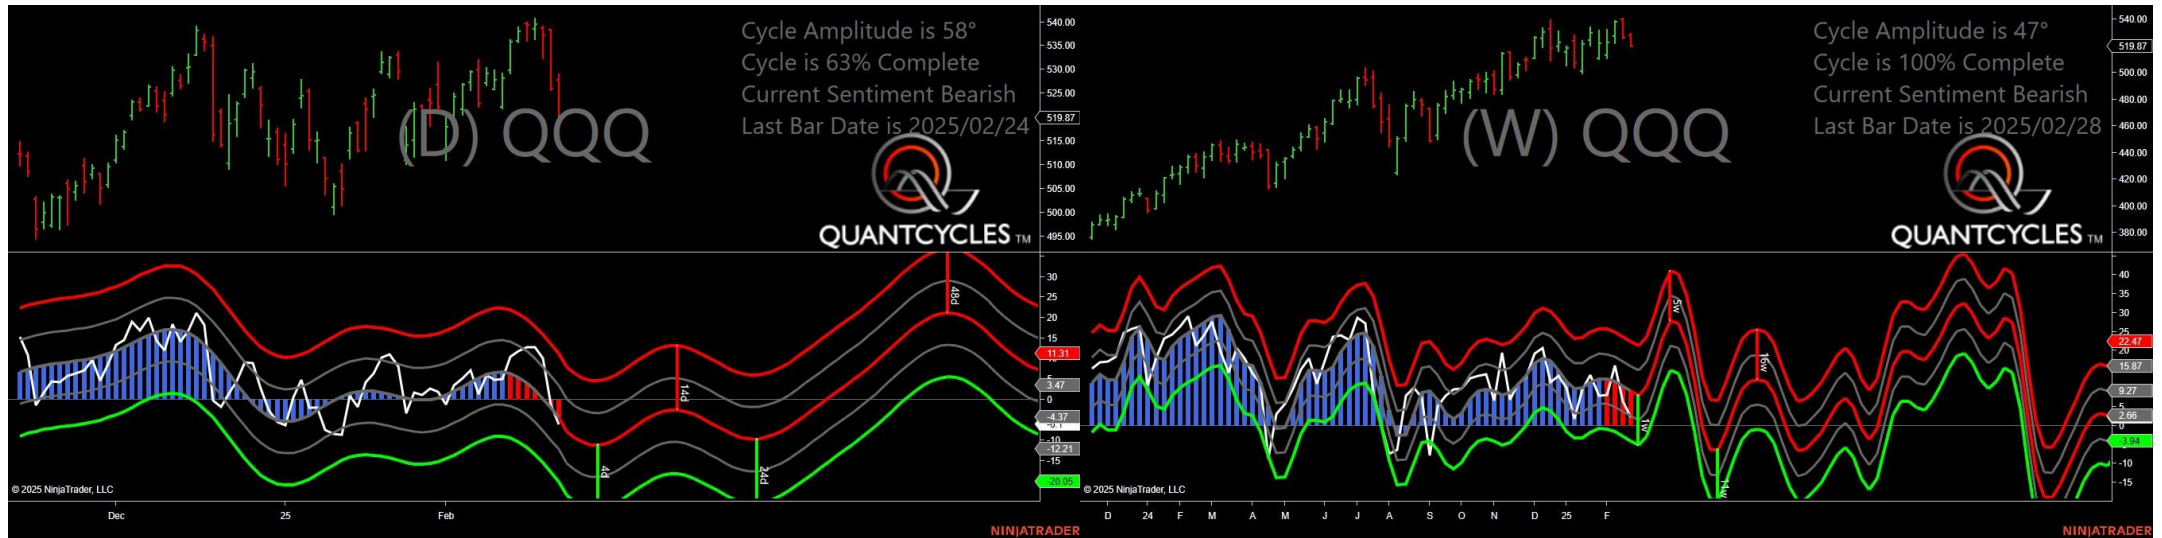 Cycle Amplitude is 58°
Cycle is 63% Complete
Current Sentiment Bearish
Last Bar Date is 2025/02/24
(D) QQQ
QUANTCYCLES TM
540.00
535.00
530.00
525.00
519.87
515.00
510.00
505.00
500.00
495.00
30
25
20
15
11.31
5
3.47
0
-4.37
-10
-12.21
-15
-20.05
4d
14d
24d
48d
© 2025 NinjaTrader, LLC
Dec
25
Feb
NINJATRADER
Cycle Amplitude is 47°
Cycle is 100% Complete
Current Sentiment Bearish
Last Bar Date is 2025/02/28
(W) QQQ
QUANTCYCLES TM
540.00
519.87
500.00
480.00
460.00
440.00
420.00
400.00
380.00
40
35
30
25
22.47
20
15.87
9.27
5
2.66
0
-3.94
-10
-15
1w
5w
11w
16w
© 2025 NinjaTrader, LLC
D 24 F M A M J J A S O N D 25 F
NINJATRADER